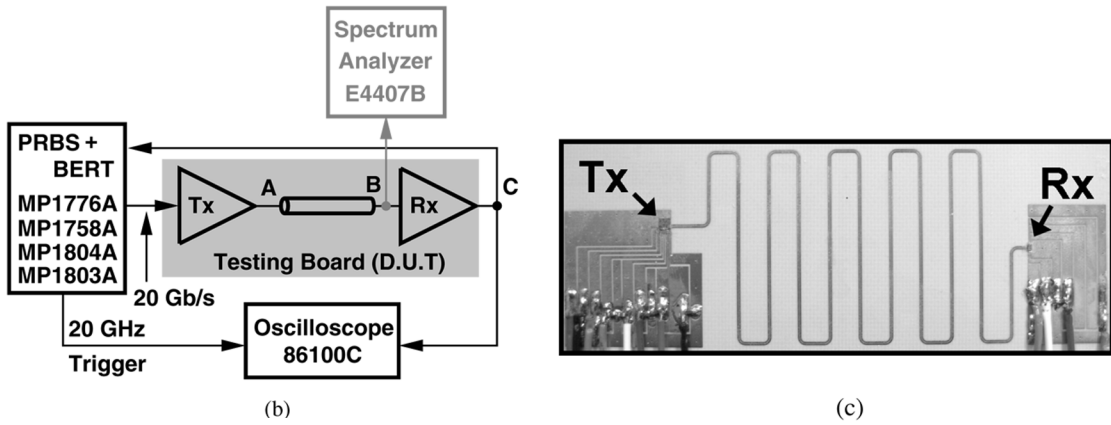 Spectrum
Analyzer
E4407B
PRBS +
BERT
MP1776A
MP1758A
MP1804A
MP1803A
Tx
A
B
Rx
C
Testing Board (D.U.T)
20 Gb/s
20 GHz
Trigger
Oscilloscope
86100C
(b)
Tx
Rx
(c)